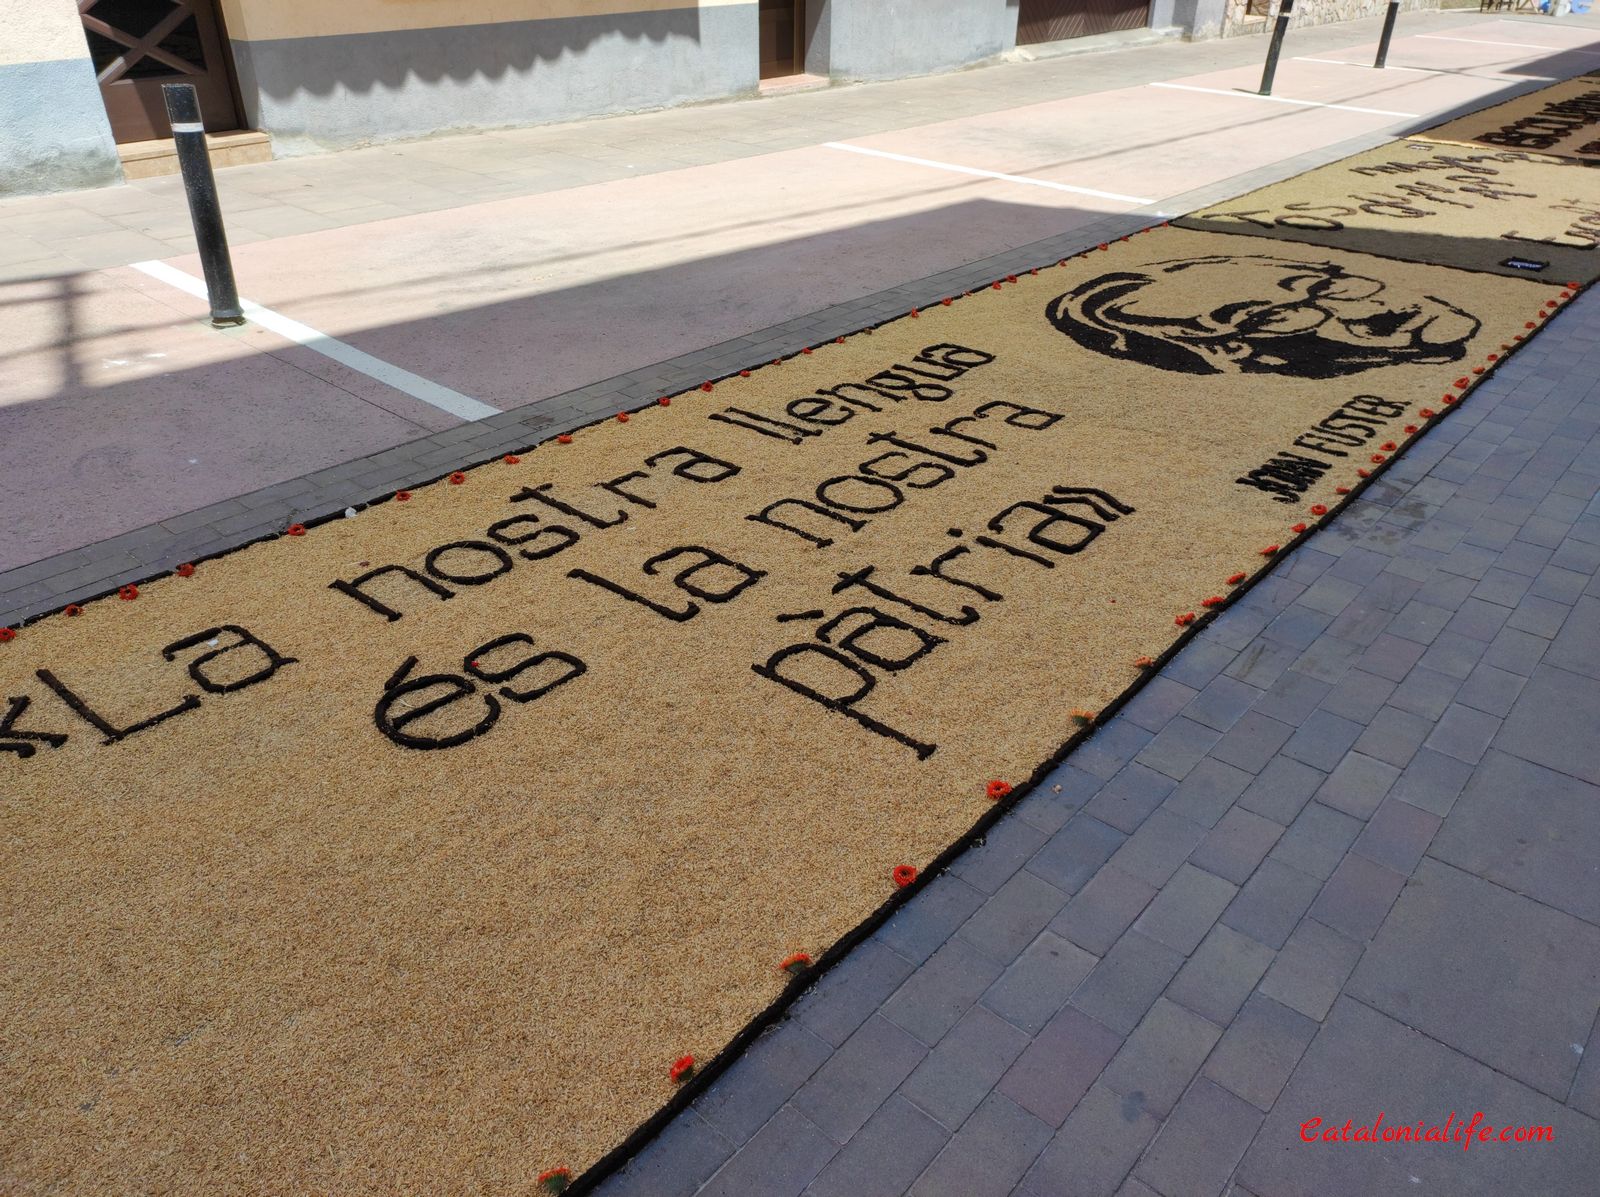 «La nostra llengua
és la nostra
pàtria»
JOAN FUSTER
Catalonialife.com